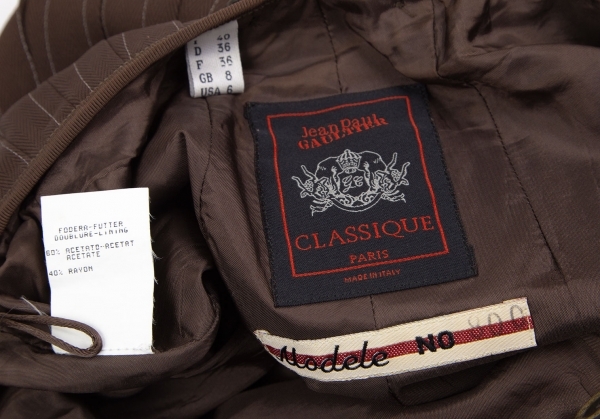 D 36
F 36
GB 8
USA 6
Jean Paul
GAULTIER
CLASSIQUE
PARIS
MADE IN ITALY
FODERA-FUTTER
DOUBLURE-LINING
60% ACETATO-ACETAT
ACETATE
40% RAYON
Modele NO